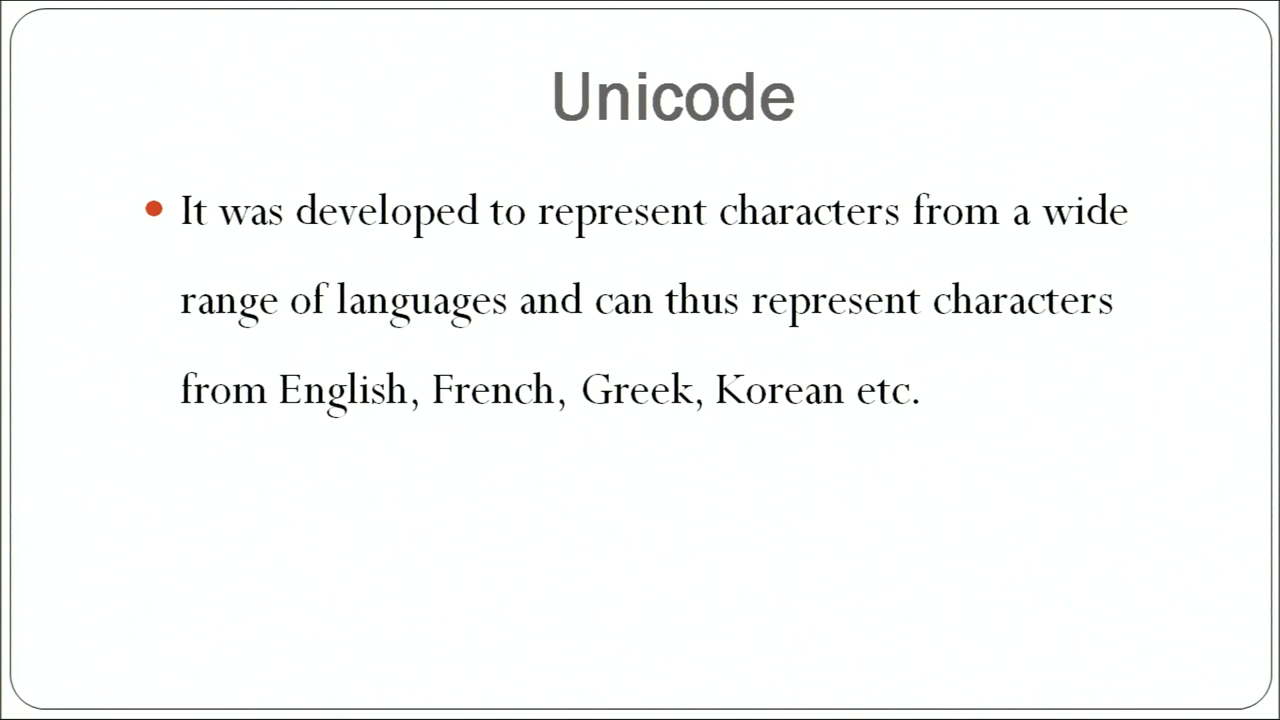 Unicode
It was developed to represent characters from a wide
range of languages and can thus represent characters
from English, French, Greek, Korean etc.